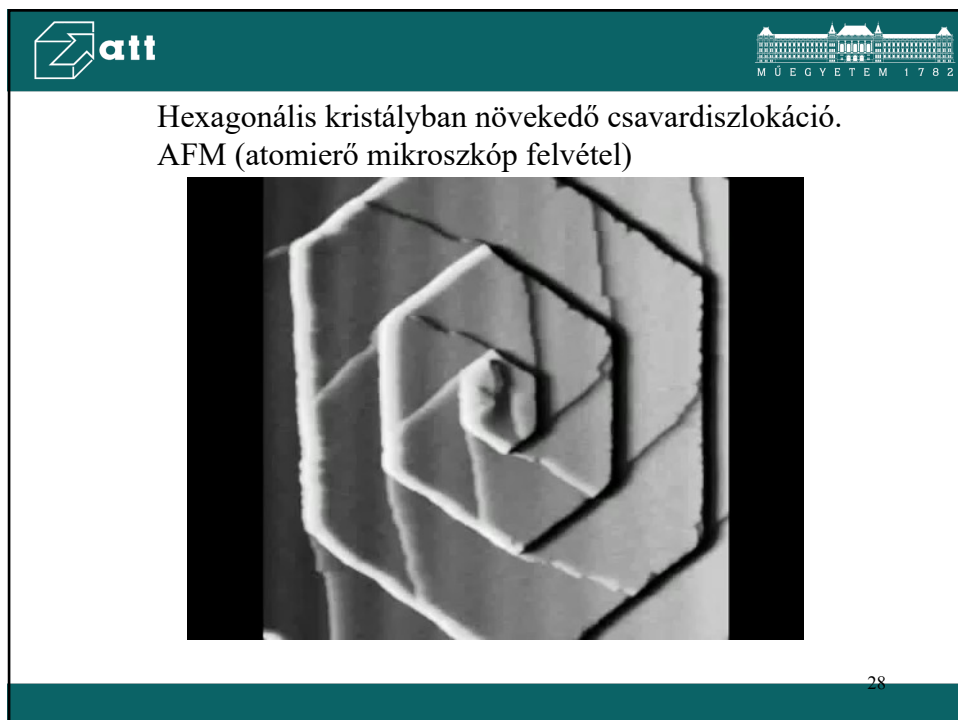 att
MŰEGYETEM 1782
Hexagonális kristályban növekedő csavardiszlokáció.
AFM (atomierő mikroszkóp felvétel)
28